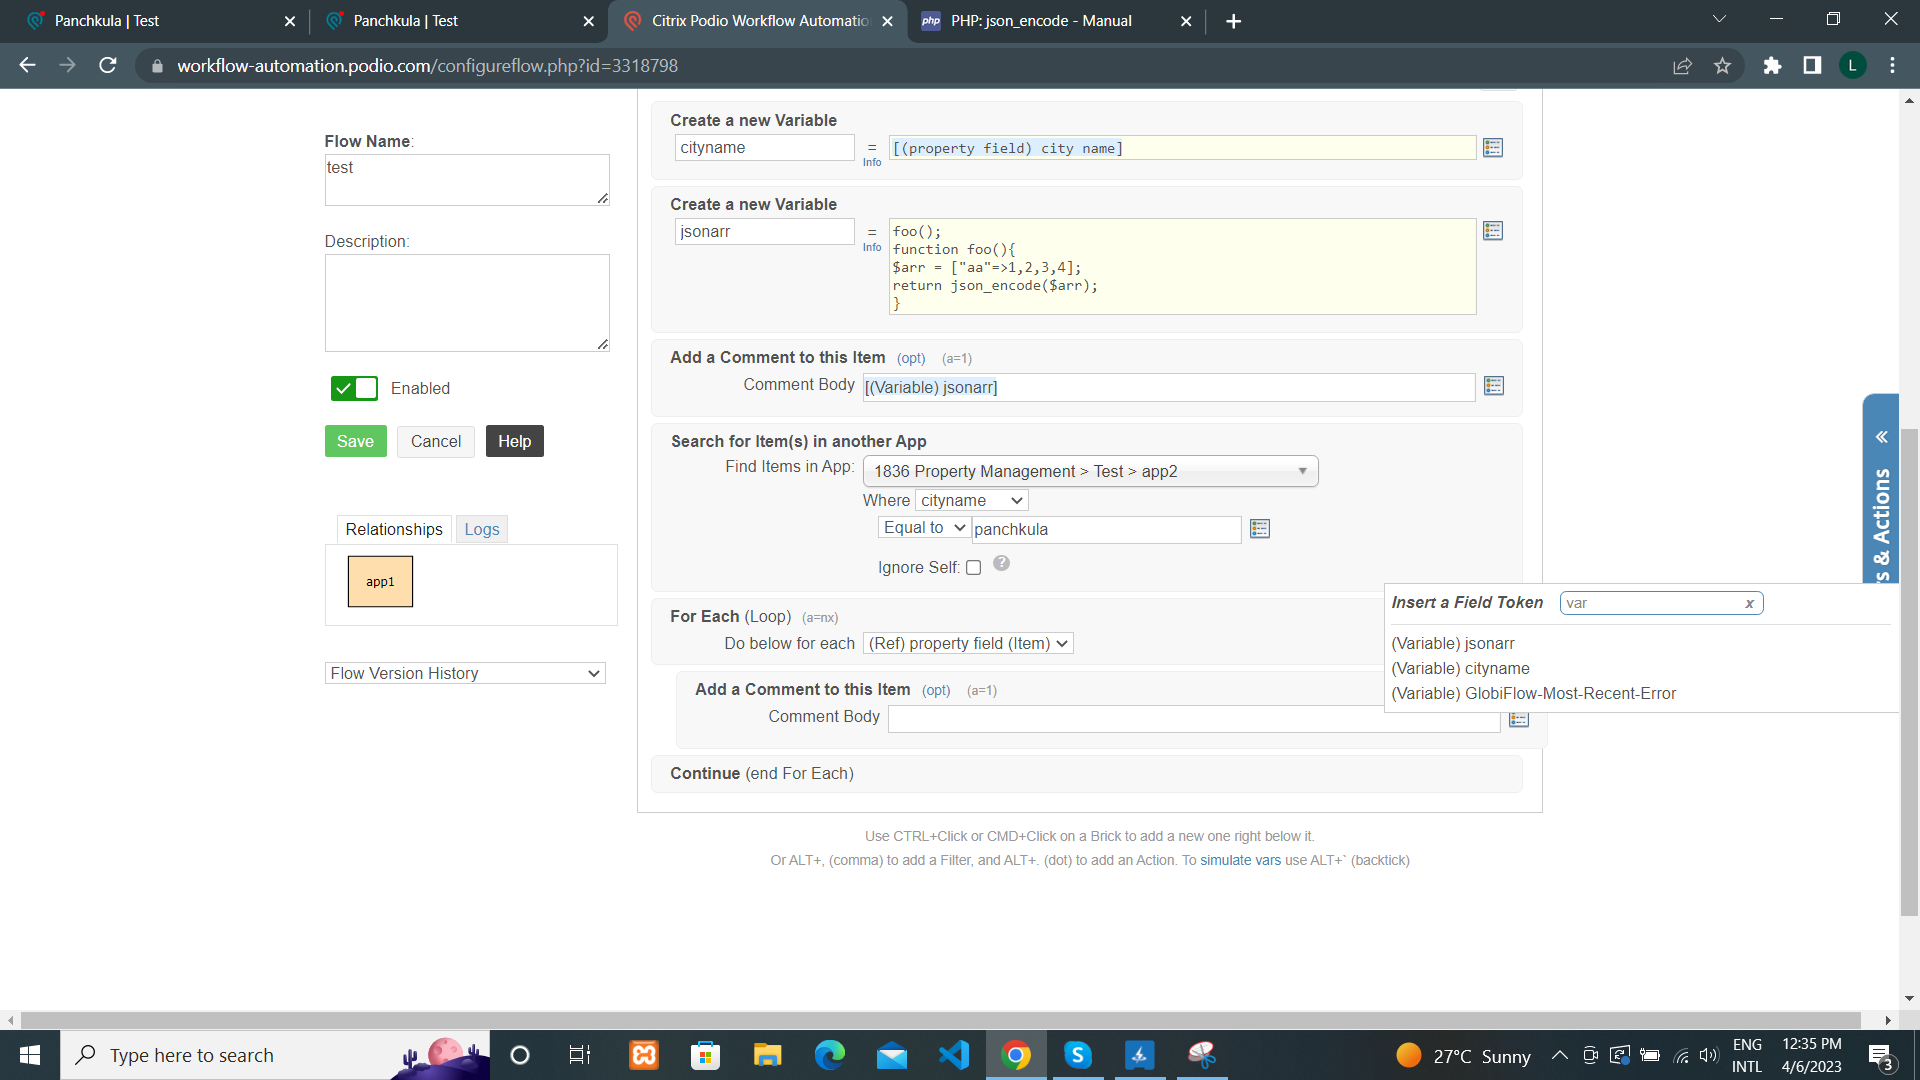 Panchkula | Test
Panchkula | Test
Citrix Podio Workflow Automatio
php PHP: json_encode - Manual
workflow-automation.podio.com/configureflow.php?id=3318798
L
Flow Name:
test
Description:
Enabled
Save Cancel Help
Relationships Logs
app1
Flow Version History
Create a new Variable
cityname = [(property field) city name]
Info
Create a new Variable
jsonarr = foo();
Info function foo(){
$arr = ["aa"=>1,2,3,4];
return json_encode($arr);
}
Add a Comment to this Item (opt) (a=1)
Comment Body [(Variable) jsonarr]
Search for Item(s) in another App
Find Items in App: 1836 Property Management > Test > app2
Where cityname
Equal to panchkula
Ignore Self: ?
For Each (Loop) (a=nx)
Do below for each (Ref) property field (Item)
Add a Comment to this Item (opt) (a=1)
Comment Body
Continue (end For Each)
Use CTRL+Click or CMD+Click on a Brick to add a new one right below it.
Or ALT+, (comma) to add a Filter, and ALT+. (dot) to add an Action. To simulate vars use ALT+` (backtick)
« s & Actions
Insert a Field Token var x
(Variable) jsonarr
(Variable) cityname
(Variable) GlobiFlow-Most-Recent-Error
Type here to search
27°C Sunny
ENG
INTL
12:35 PM
4/6/2023
3